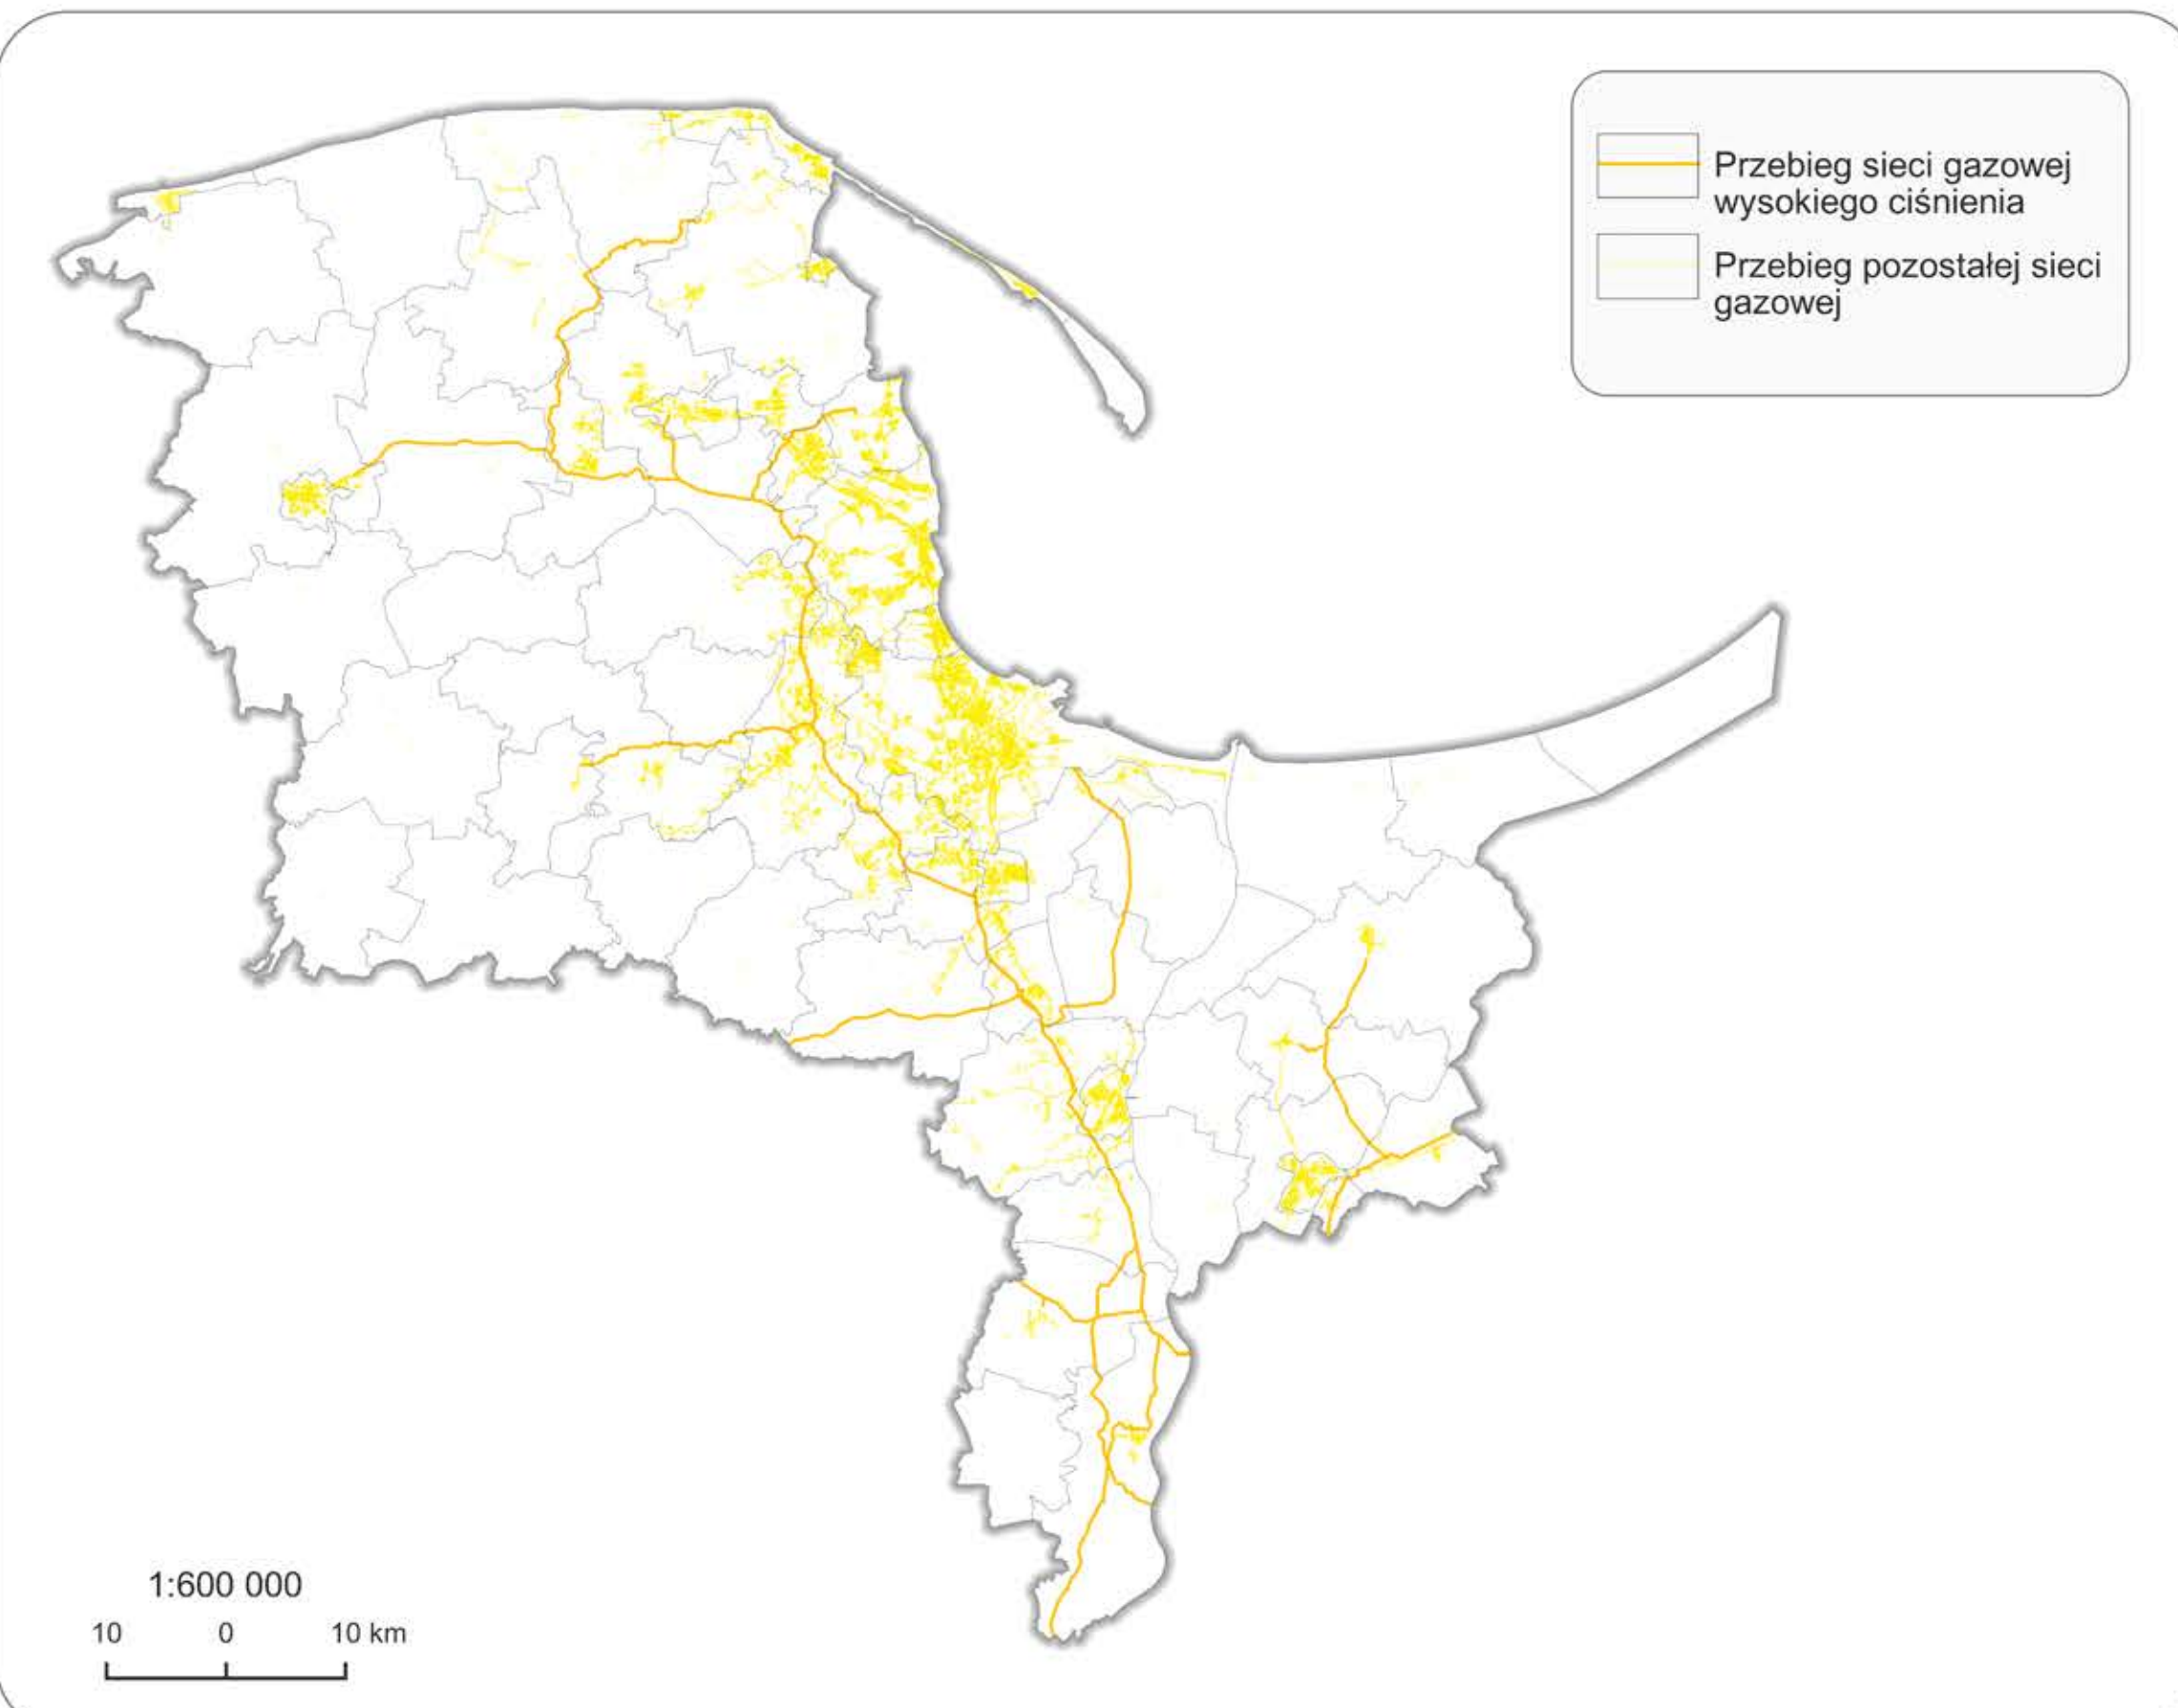 Przebieg sieci gazowej
wysokiego ciśnienia
Przebieg pozostałej sieci
gazowej
1:600 000
10 0 10 km